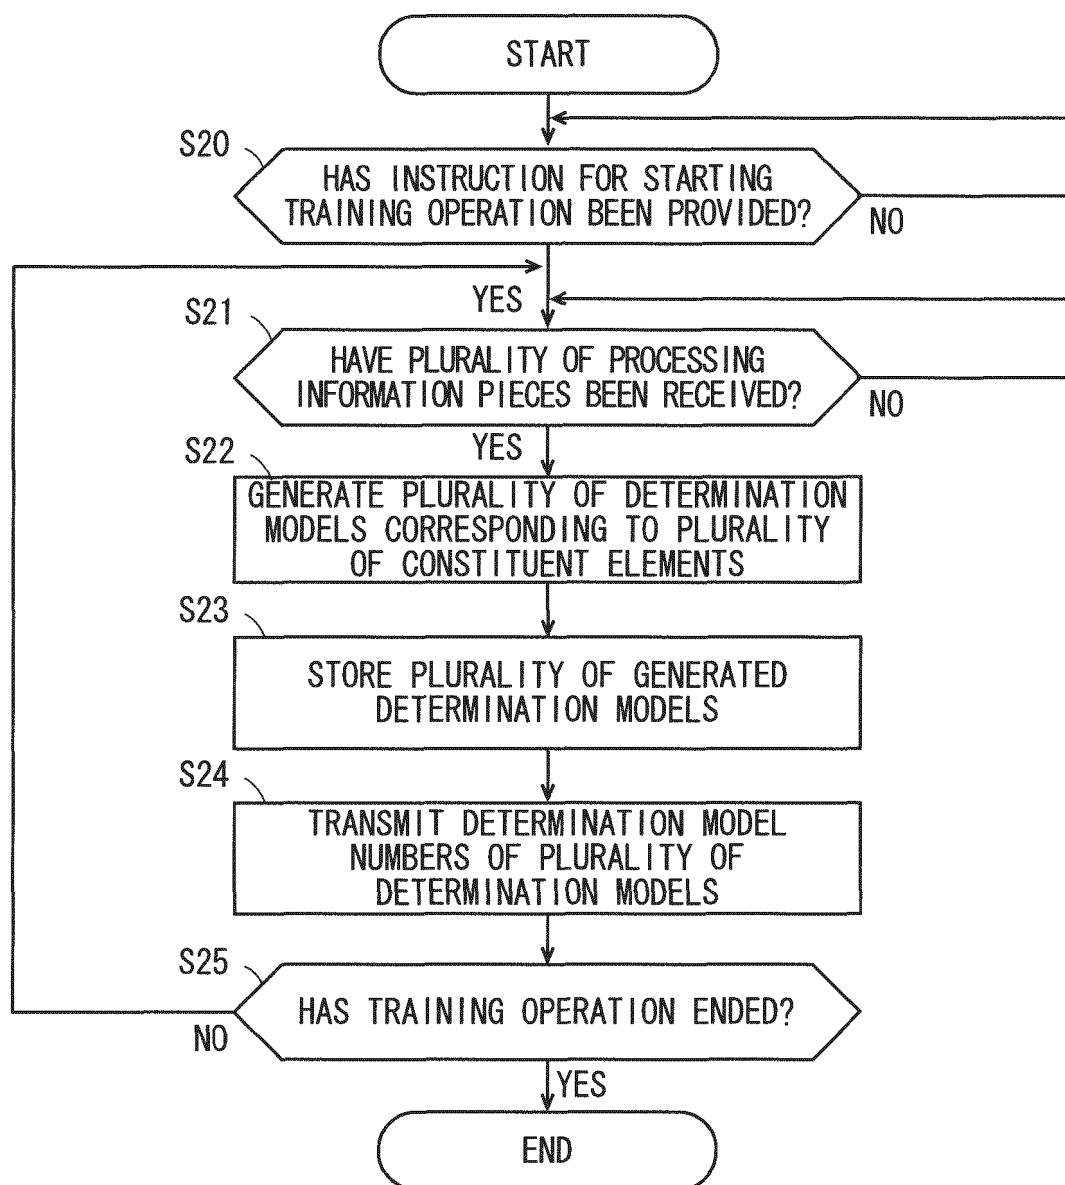 START
S20
HAS INSTRUCTION FOR STARTING
TRAINING OPERATION BEEN PROVIDED?
NO
YES
S21
HAVE PLURALITY OF PROCESSING
INFORMATION PIECES BEEN RECEIVED?
NO
YES
S22
GENERATE PLURALITY OF DETERMINATION
MODELS CORRESPONDING TO PLURALITY
OF CONSTITUENT ELEMENTS
S23
STORE PLURALITY OF GENERATED
DETERMINATION MODELS
S24
TRANSMIT DETERMINATION MODEL
NUMBERS OF PLURALITY OF
DETERMINATION MODELS
S25
HAS TRAINING OPERATION ENDED?
NO
YES
END